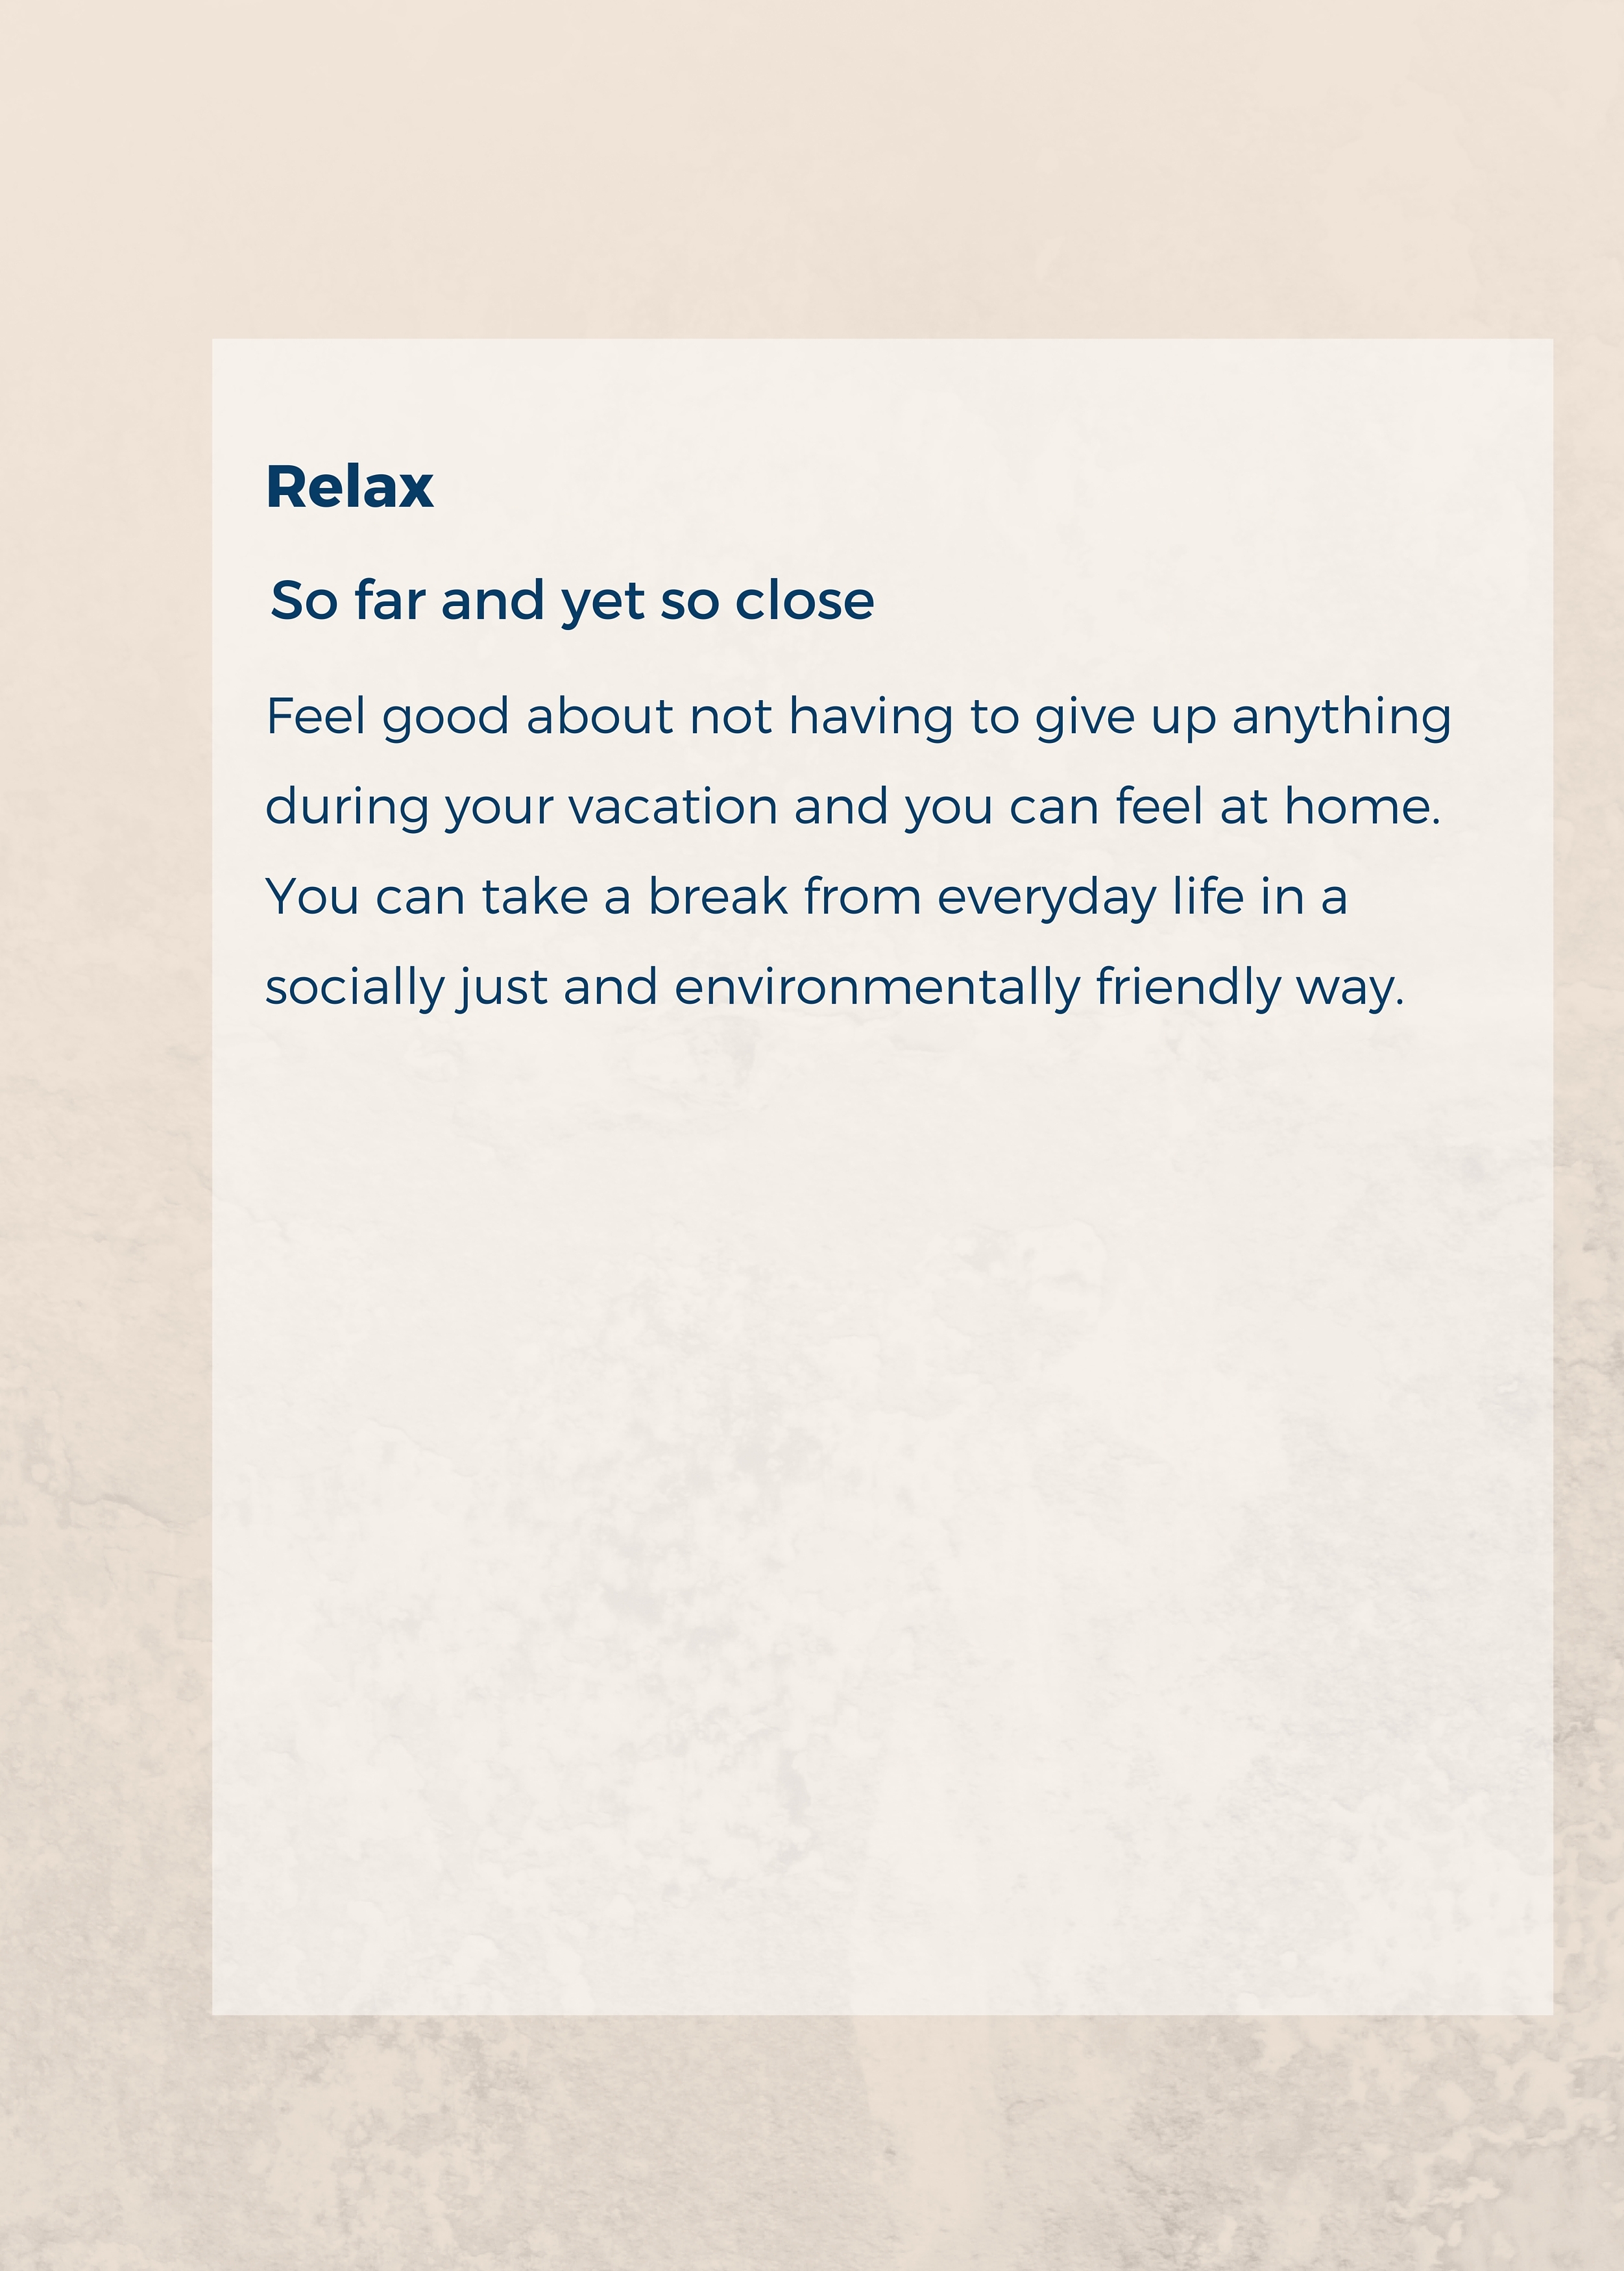 Relax
So far and yet so close
Feel good about not having to give up anything
during your vacation and you can feel at home.
You can take a break from everyday life in a
socially just and environmentally friendly way.